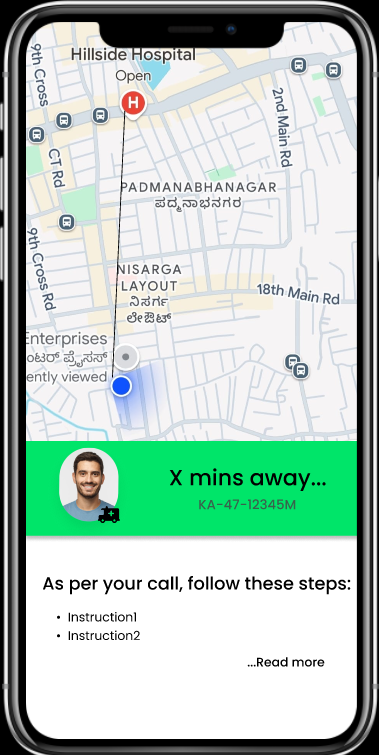 9th Cross
Hillside Hospital
Open
H
CT Rd
2nd Main Rd
PADMANABHANAGAR
ಪದ್ಮನಾಭನಗರ
9th Cross Rd
NISARGA
LAYOUT
ನಿಸರ್ಗ
ಲೇಔಟ್
18th Main Rd
Enterprises
ಂಟರ್ ಪ್ರೈಸಸ್
ently viewed
X mins away...
KA-47-12345M
As per your call, follow these steps:
• Instruction1
• Instruction2
...Read more